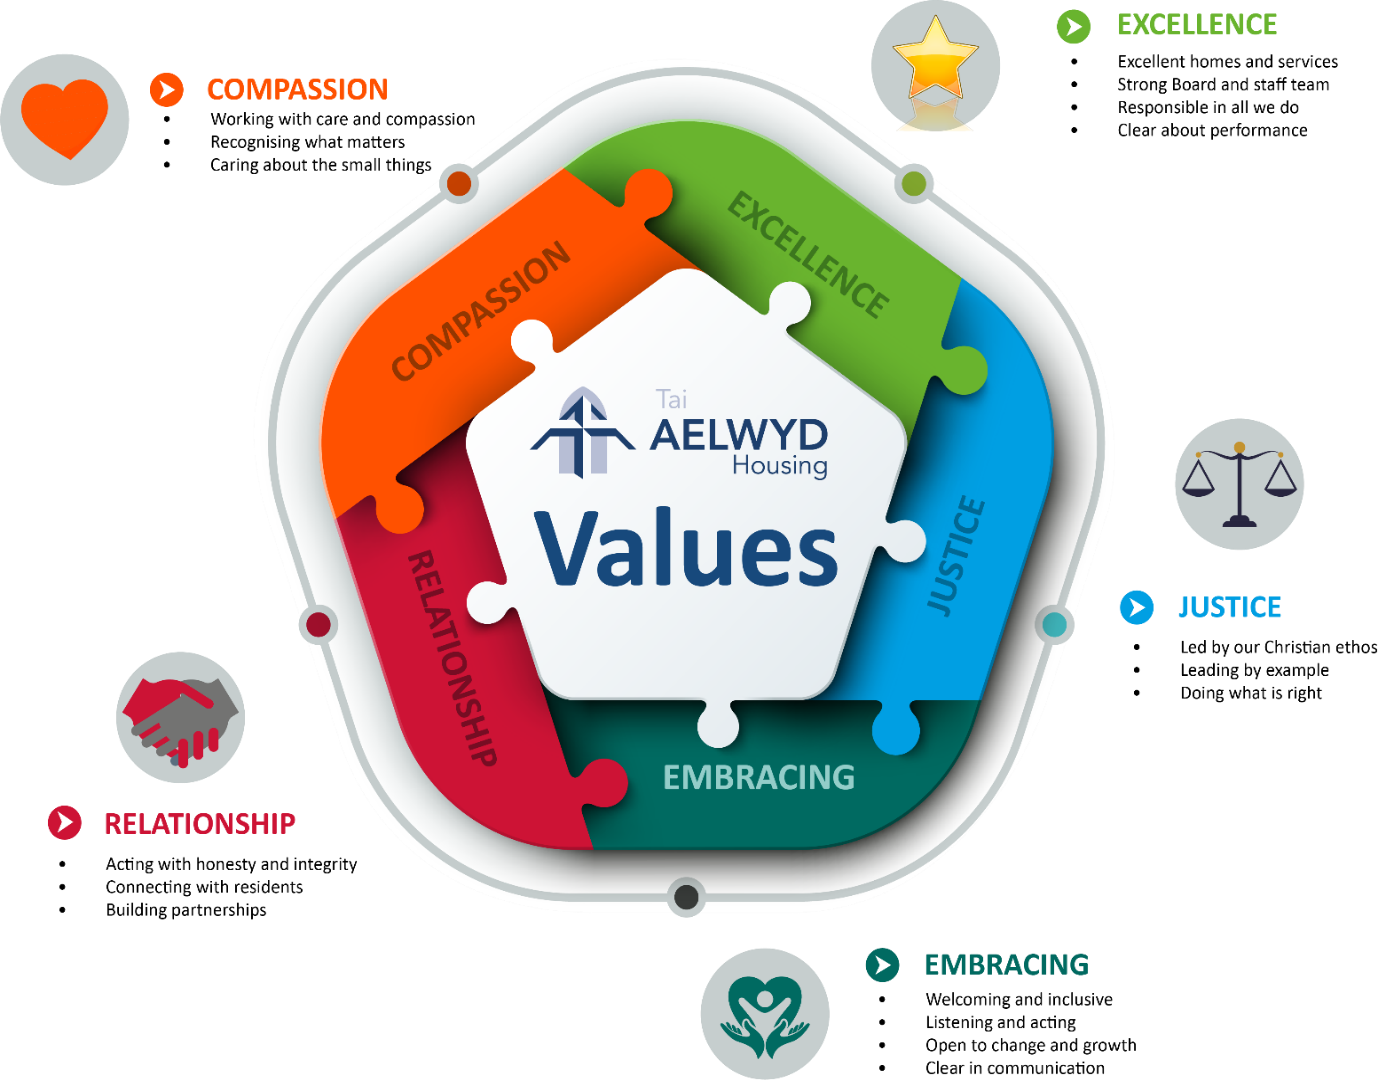 EXCELLENCE
• Excellent homes and services
• Strong Board and staff team
• Responsible in all we do
• Clear about performance
COMPASSION
• Working with care and compassion
• Recognising what matters
• Caring about the small things
EXCELLENCE
COMPASSION
Tai
AELWYD
Housing
Values
JUSTICE
RELATIONSHIP
EMBRACING
JUSTICE
• Led by our Christian ethos
• Leading by example
• Doing what is right
RELATIONSHIP
• Acting with honesty and integrity
• Connecting with residents
• Building partnerships
EMBRACING
• Welcoming and inclusive
• Listening and acting
• Open to change and growth
• Clear in communication